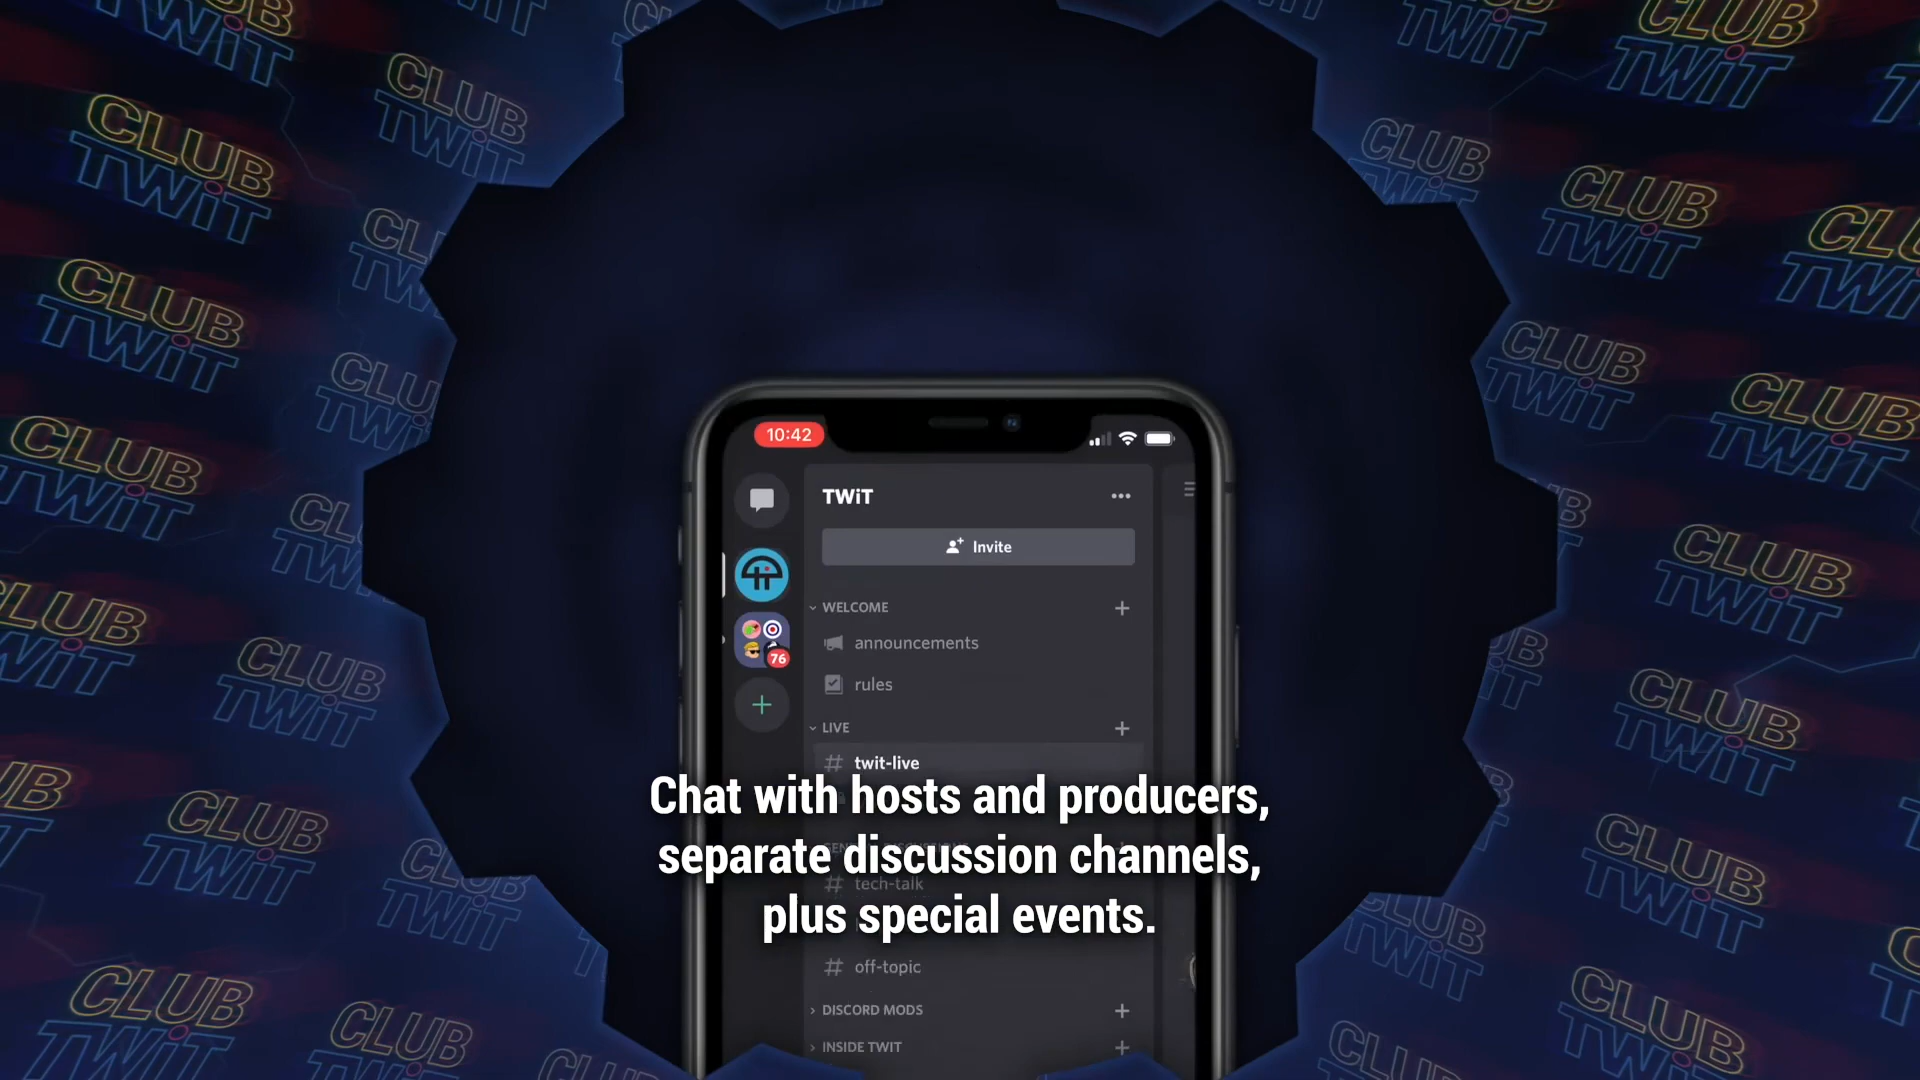 CLUB
TWiT
10:42
TWiT
Invite
WELCOME
announcements
rules
76
LIVE
twit-live
Chat with hosts and producers,
separate discussion channels,
tech-talk
plus special events.
off-topic
DISCORD MODS
INSIDE TWIT